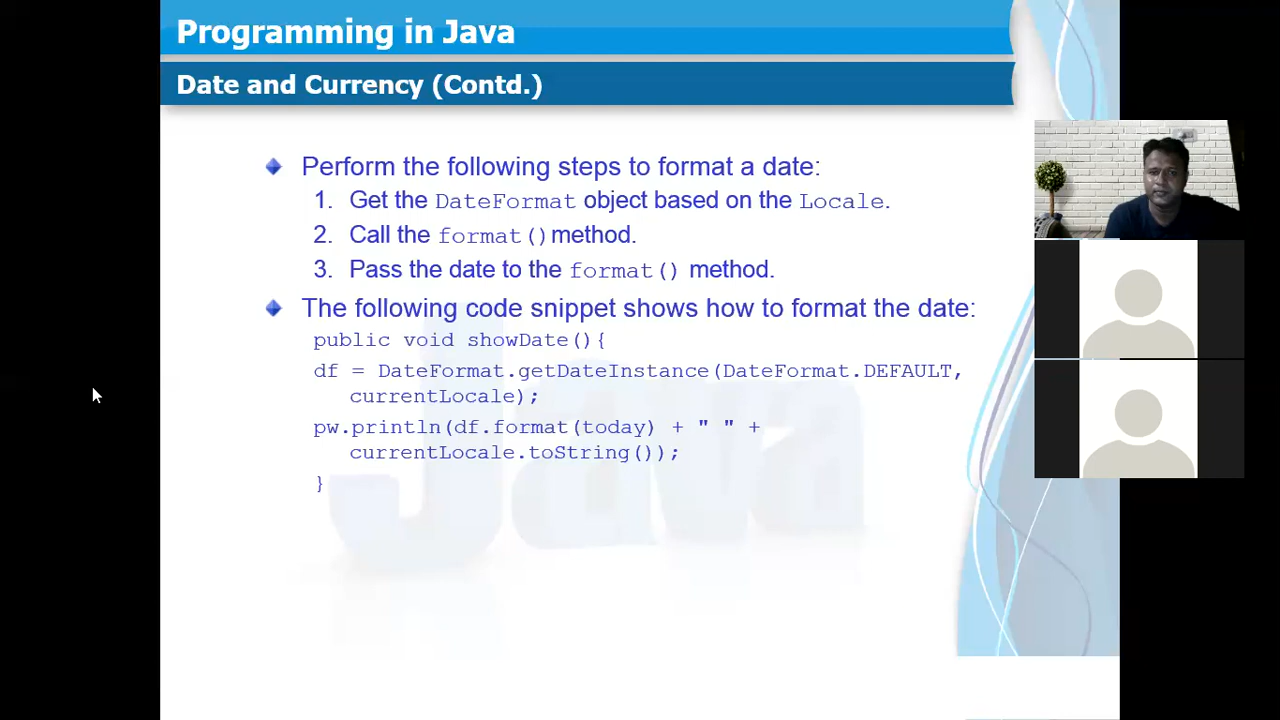 Programming in Java
Date and Currency (Contd.)
Perform the following steps to format a date:
1. Get the DateFormat object based on the Locale.
2. Call the format()method.
3. Pass the date to the format() method.
The following code snippet shows how to format the date:
public void showDate(){
df = DateFormat.getDateInstance(DateFormat.DEFAULT,
currentLocale);
pw.println(df.format(today) + " " +
currentLocale.toString());
}
Java